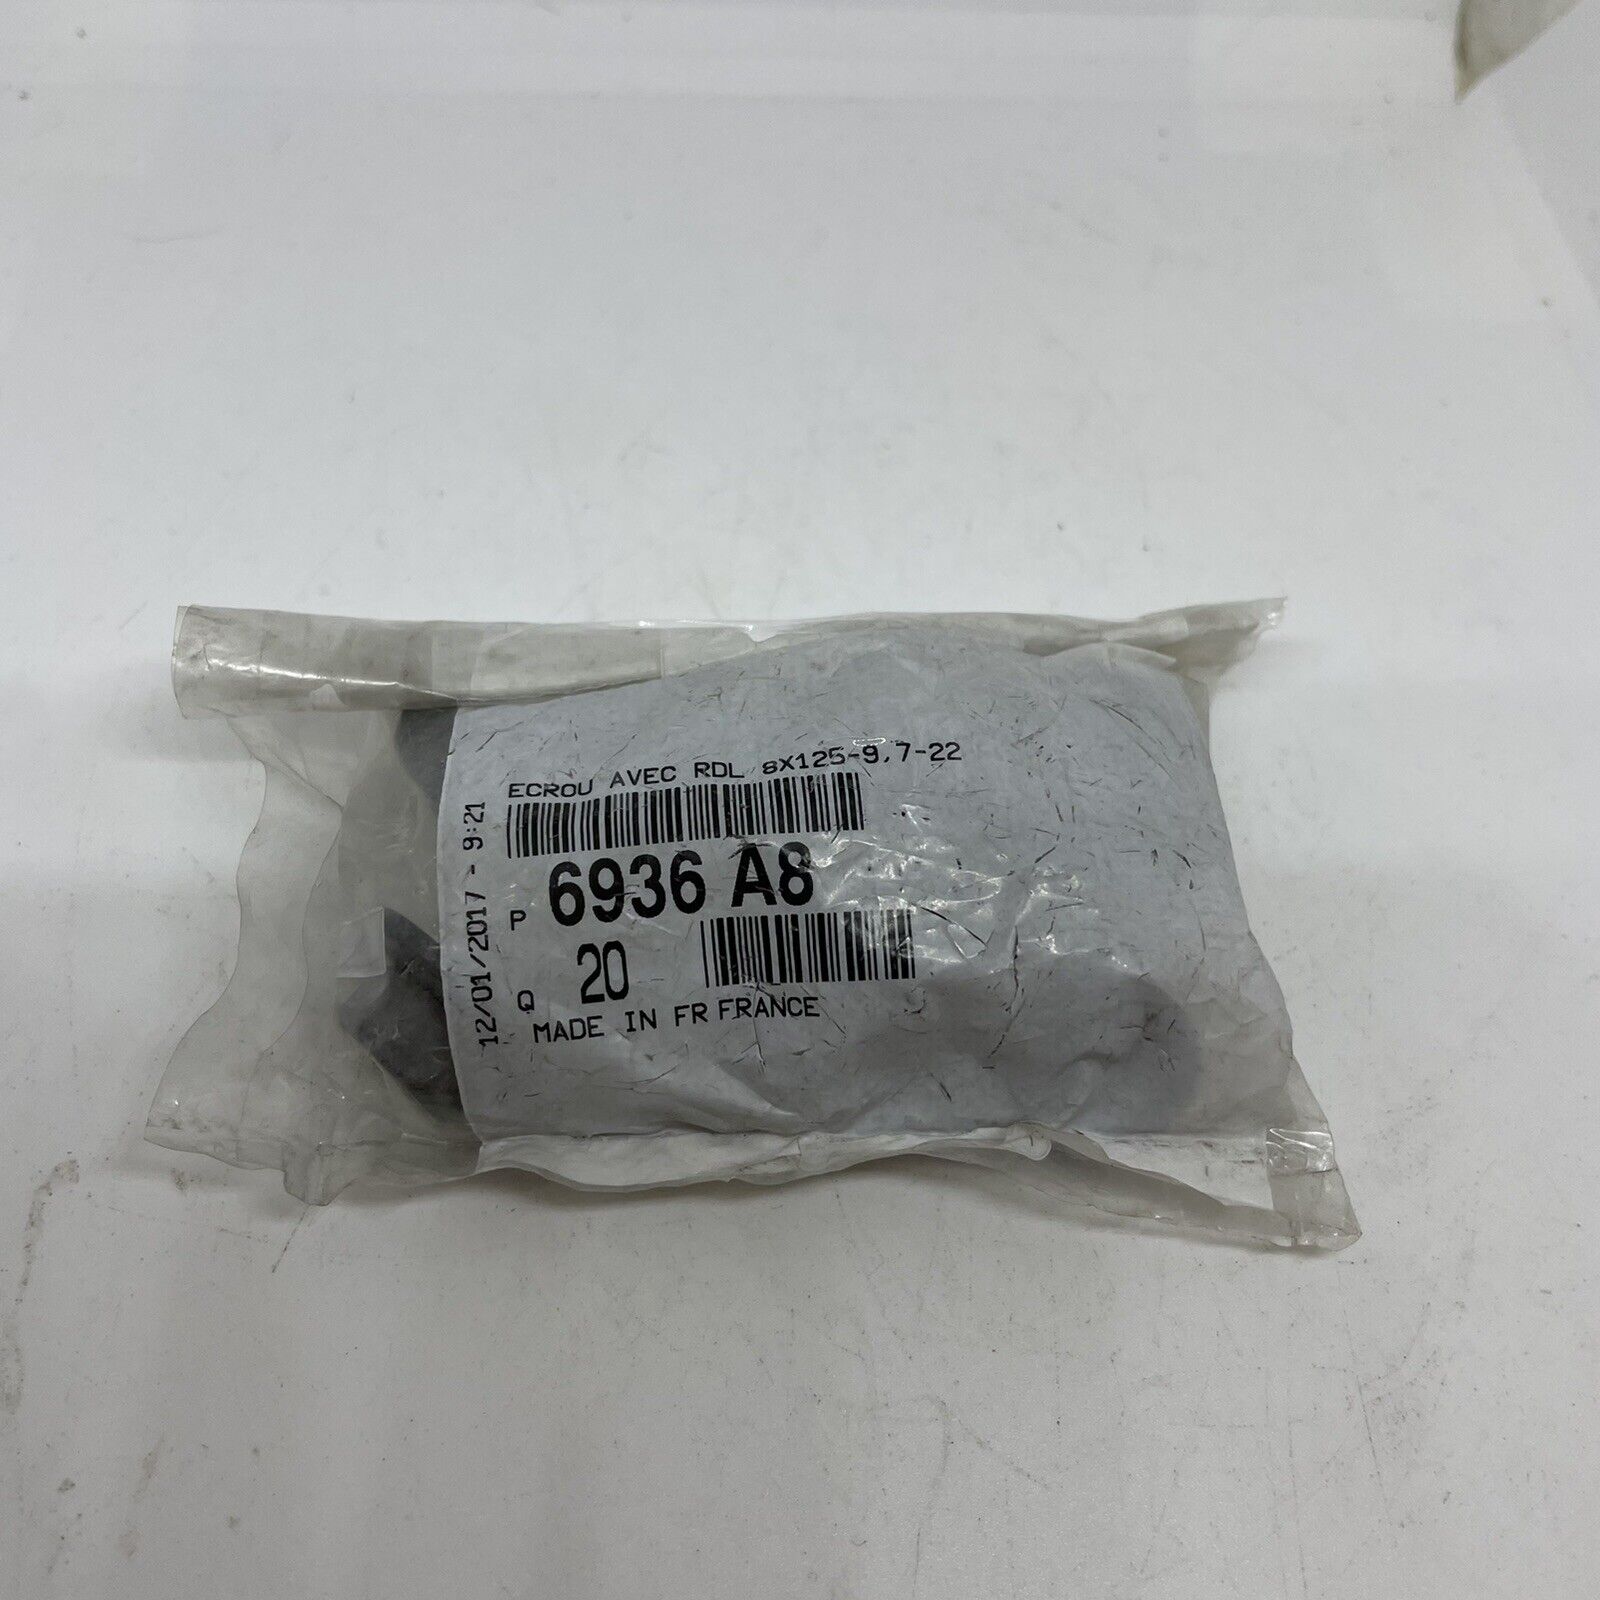 ECROU AVEC RDL 8X125-9,7-22
P 6936 A8
Q 20
MADE IN FR FRANCE
12/01/2017 - 9:21